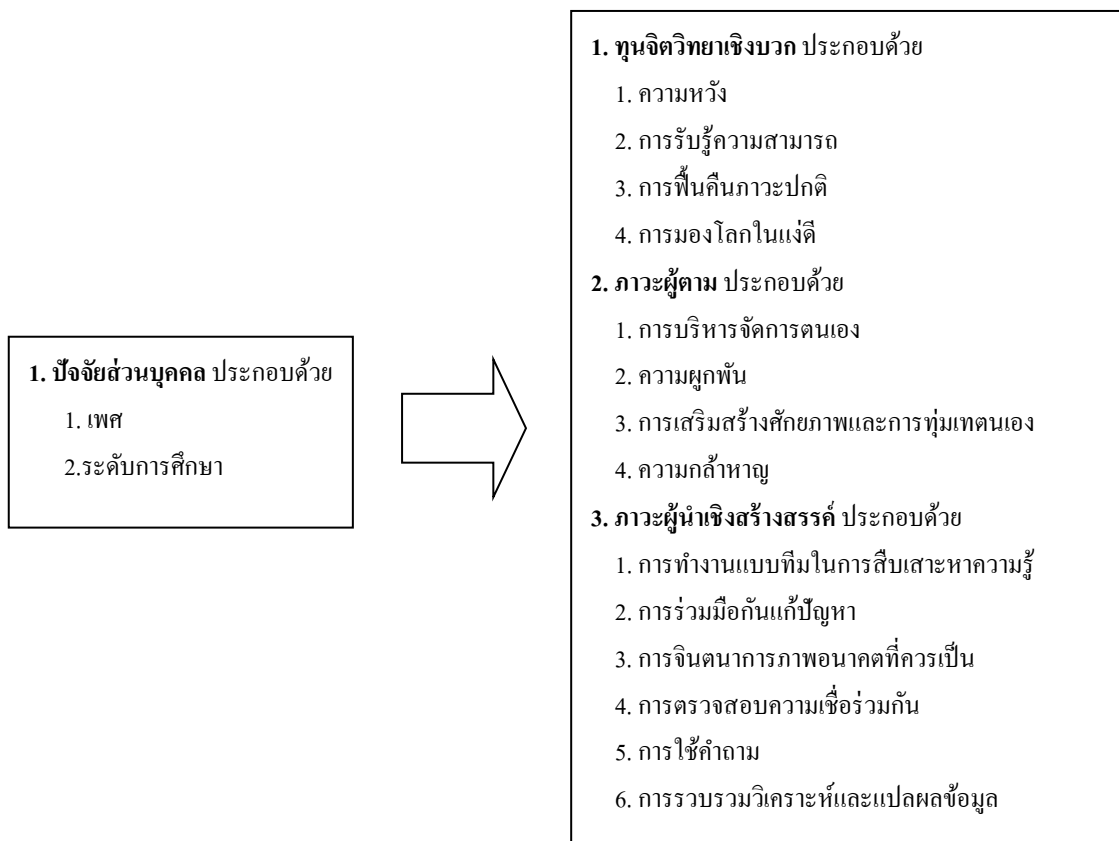 1. ปัจจัยส่วนบุคคล ประกอบด้วย
1. เพศ
2.ระดับการศึกษา
1. ทุนจิตวิทยาเชิงบวก ประกอบด้วย
1. ความหวัง
2. การรับรู้ความสามารถ
3. การฟื้นคืนภาวะปกติ
4. การมองโลกในแง่ดี
2. ภาวะผู้ตาม ประกอบด้วย
1. การบริหารจัดการตนเอง
2. ความผูกพัน
3. การเสริมสร้างศักยภาพและการทุ่มเทตนเอง
4. ความกล้าหาญ
3. ภาวะผู้นำเชิงสร้างสรรค์ ประกอบด้วย
1. การทำงานแบบทีมในการสืบเสาะหาความรู้
2. การร่วมมือกันแก้ปัญหา
3. การจินตนาการภาพอนาคตที่ควรเป็น
4. การตรวจสอบความเชื่อร่วมกัน
5. การใช้คำถาม
6. การรวบรวมวิเคราะห์และแปลผลข้อมูล